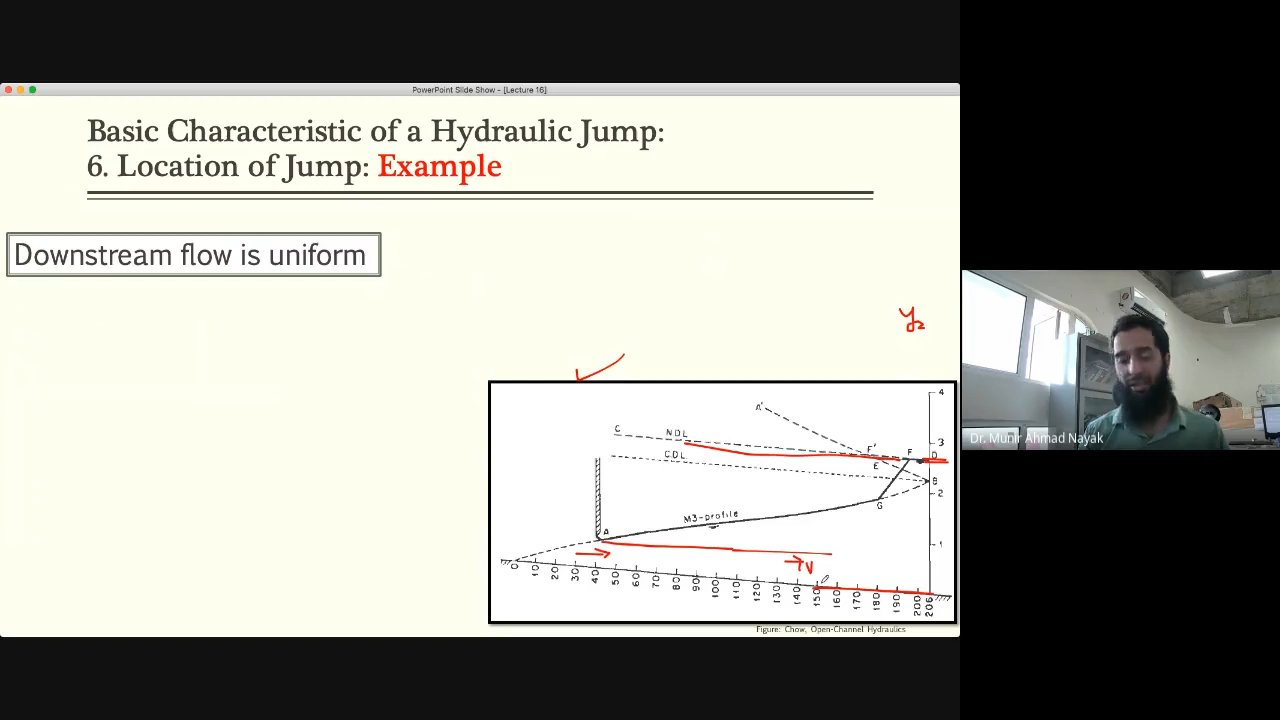 PowerPoint Slide Show - [Lecture 16]
Basic Characteristic of a Hydraulic Jump:
6. Location of Jump: Example
Downstream flow is uniform
y2
A'
4
C
NDL
F'
F
D
3
CDL
E
B
2
M3-profile
G
A
1
V
0 10 20 30 40 50 60 70 80 90 100 110 120 130 140 150 160 170 180 190 200 206
Figure: Chow, Open-Channel Hydraulics
Dr. Munir Ahmad Nayak